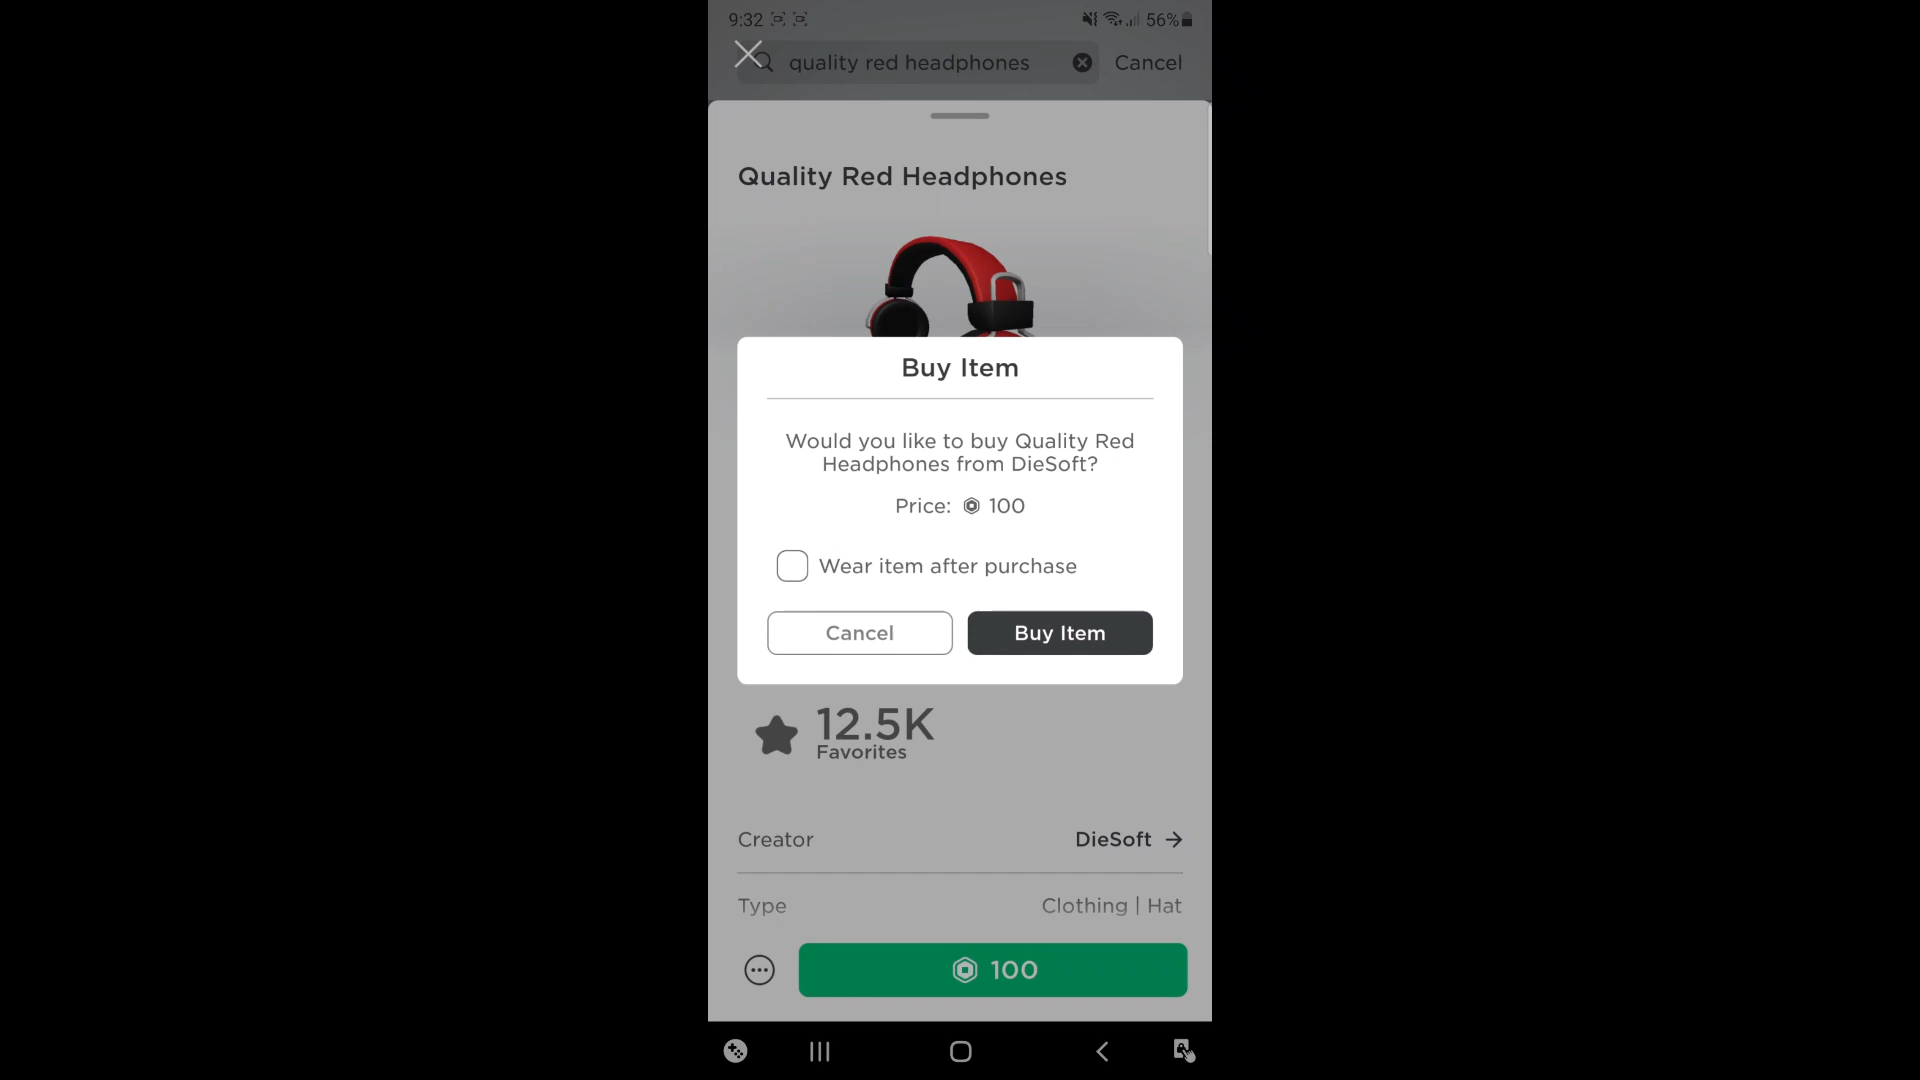 9:32
56%
quality red headphones
Cancel
Quality Red Headphones
Buy Item
Would you like to buy Quality Red
Headphones from DieSoft?
Price: 100
Wear item after purchase
Cancel
Buy Item
12.5K
Favorites
Creator
DieSoft
Type
Clothing | Hat
100